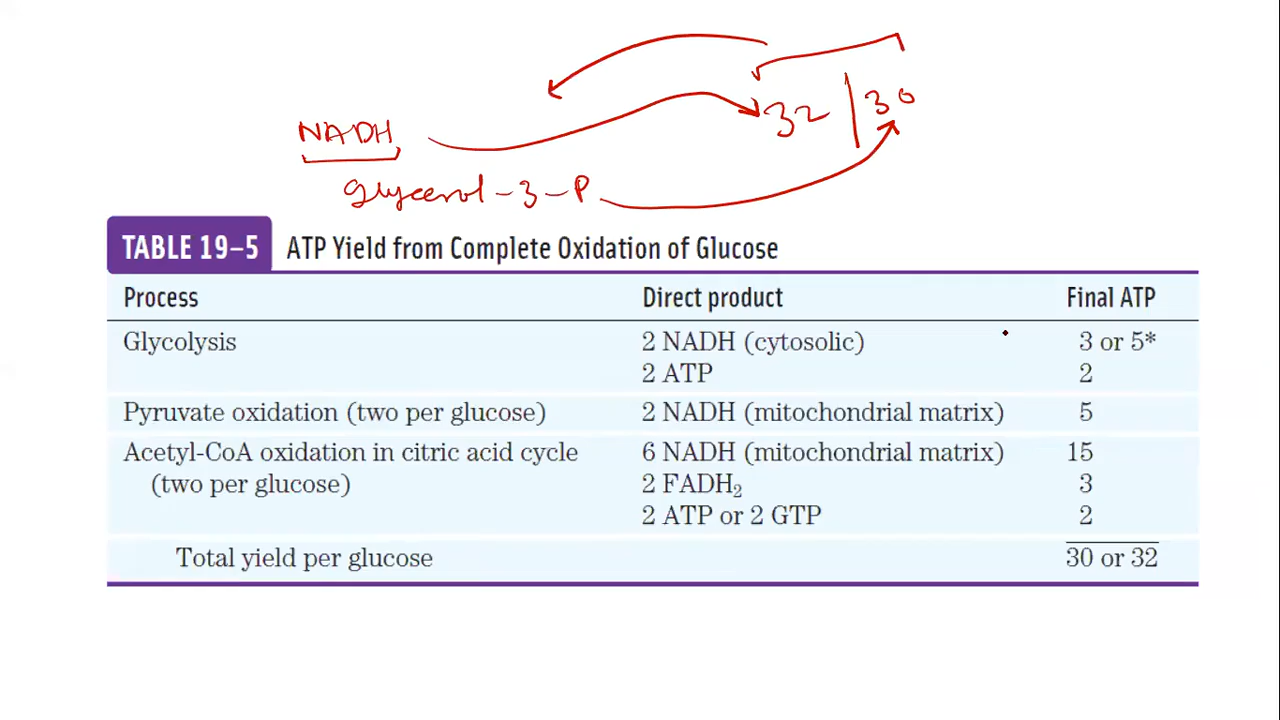 32 | 30
NADH
glycerol-3-P
TABLE 19–5 ATP Yield from Complete Oxidation of Glucose
Process Direct product Final ATP
Glycolysis 2 NADH (cytosolic) 3 or 5*
2 ATP 2
Pyruvate oxidation (two per glucose) 2 NADH (mitochondrial matrix) 5
Acetyl-CoA oxidation in citric acid cycle 6 NADH (mitochondrial matrix) 15
(two per glucose) 2 FADH₂ 3
2 ATP or 2 GTP 2
Total yield per glucose 30 or 32